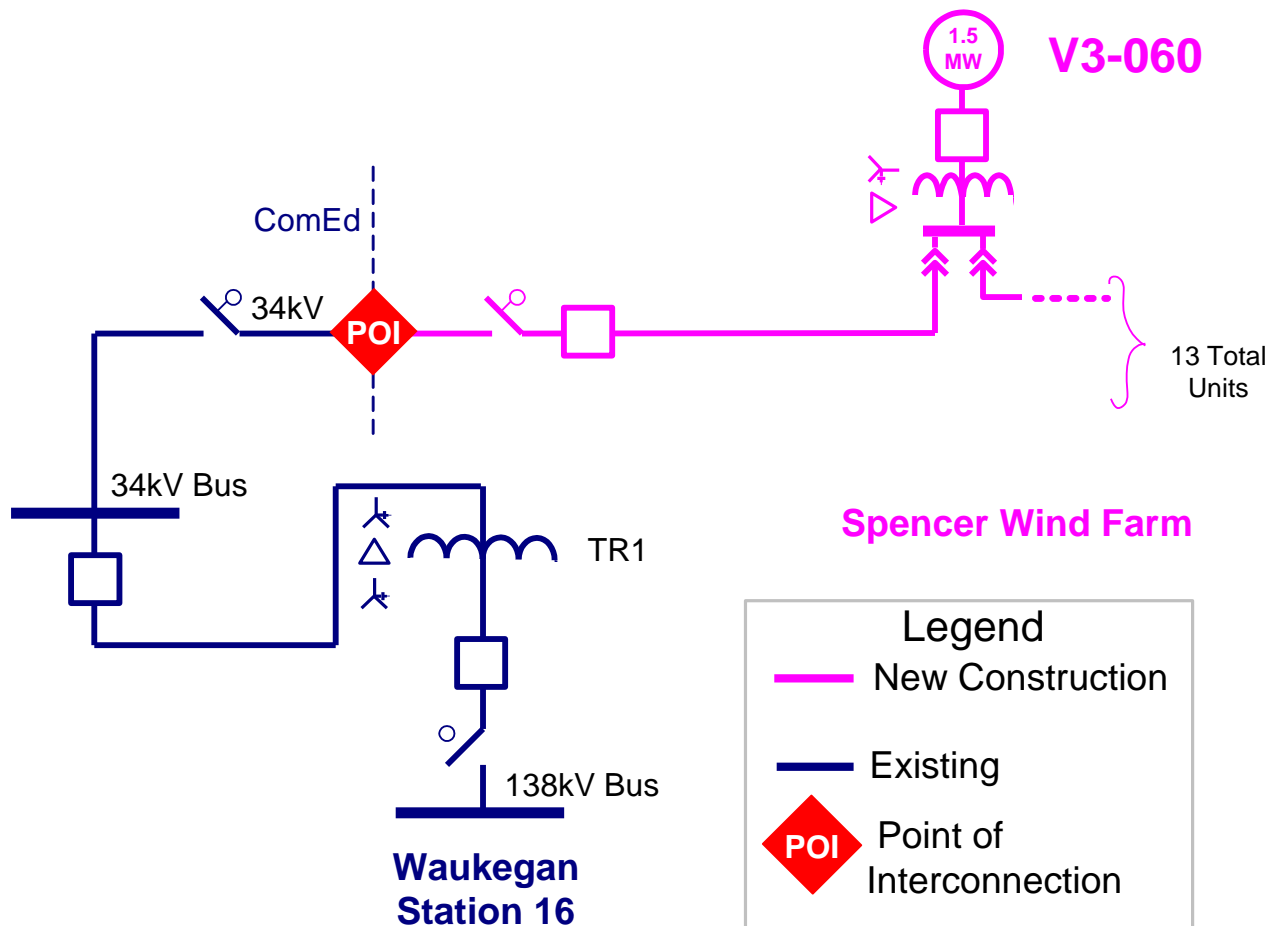 1.5
MW
V3-060
ComEd
34kV
POI
13 Total
Units
34kV Bus
TR1
Spencer Wind Farm
138kV Bus
Waukegan
Station 16
Legend
New Construction
Existing
POI
Point of
Interconnection